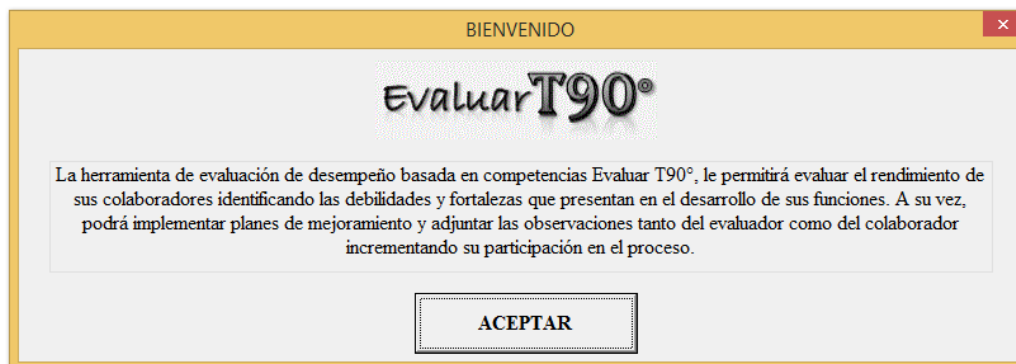 BIENVENIDO
EvaluarT90°
La herramienta de evaluación de desempeño basada en competencias Evaluar T90°, le permitirá evaluar el rendimiento de
sus colaboradores identificando las debilidades y fortalezas que presentan en el desarrollo de sus funciones. A su vez,
podrá implementar planes de mejoramiento y adjuntar las observaciones tanto del evaluador como del colaborador
incrementando su participación en el proceso.
ACEPTAR